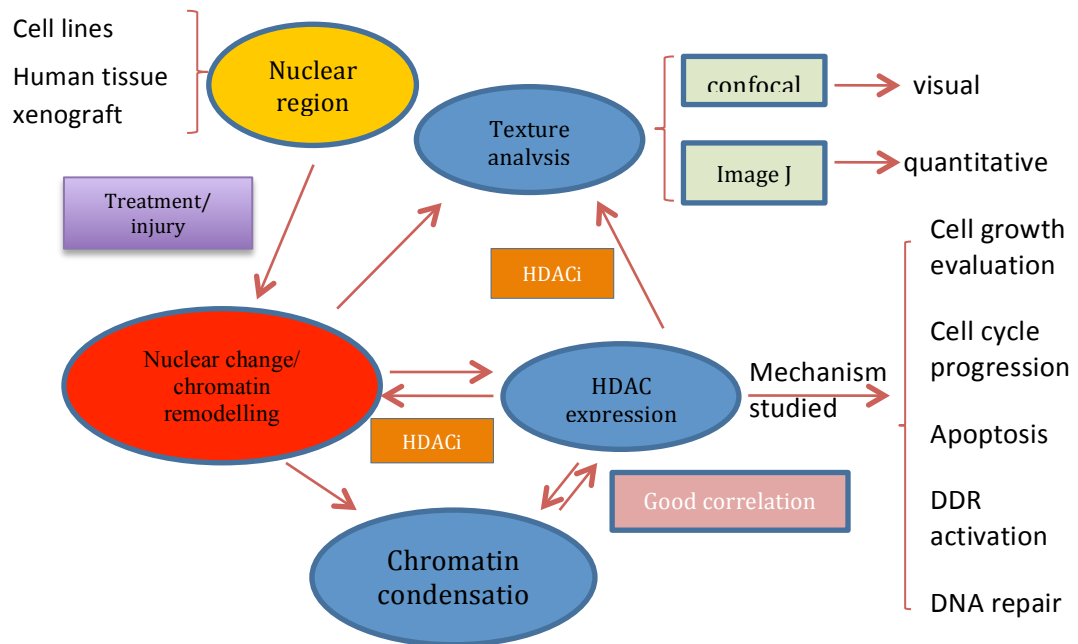 Cell lines
Human tissue
xenograft
Nuclear
region
Texture
analysis
confocal
visual
Image J
quantitative
Treatment/
injury
HDACi
Cell growth
evaluation
Nuclear change/
chromatin
remodelling
HDAC
expression
Mechanism
studied
Cell cycle
progression
HDACi
Apoptosis
Good correlation
DDR
activation
Chromatin
condensatio
DNA repair